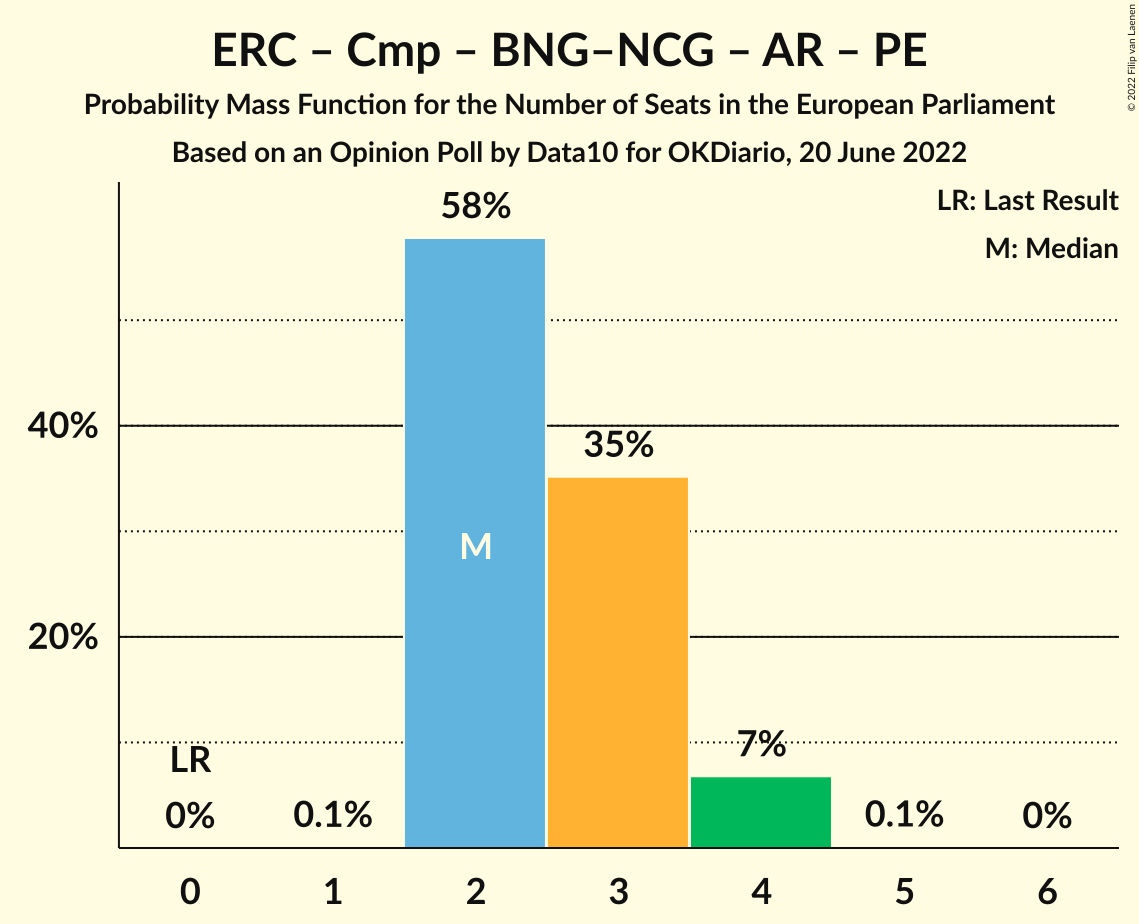 ERC – Cmp – BNG–NCG – AR – PE
Probability Mass Function for the Number of Seats in the European Parliament
Based on an Opinion Poll by Data10 for OKDiario, 20 June 2022
© 2022 Filip van Laenen
LR: Last Result
M: Median
58%
40%
35%
M
20%
7%
LR
0%
0.1%
0.1%
0%
0
1
2
3
4
5
6